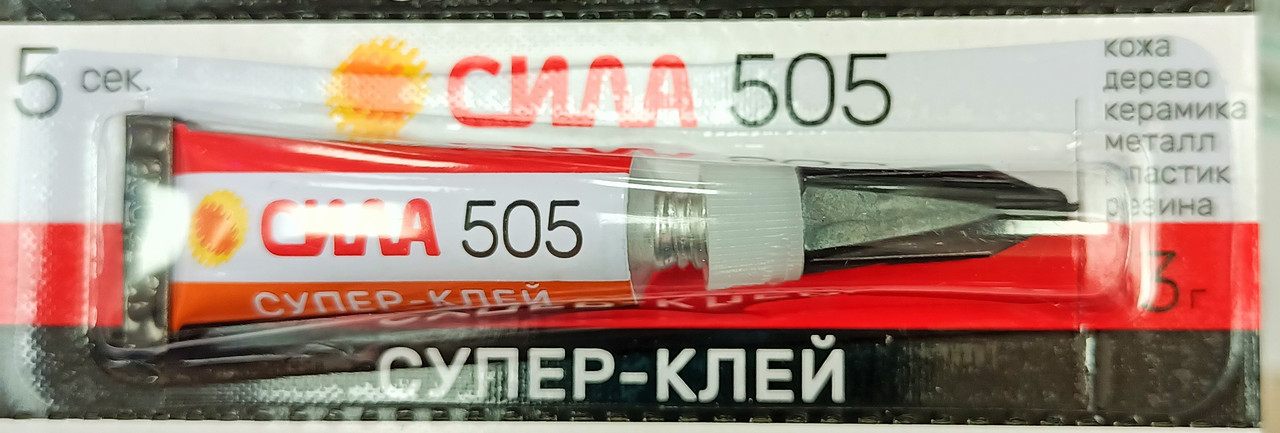 5 сек.
СИЛА 505
кожа
дерево
керамика
металл
пластик
резина
3 г
СИЛА 505
СУПЕР-КЛЕЙ
СУПЕР-КЛЕЙ